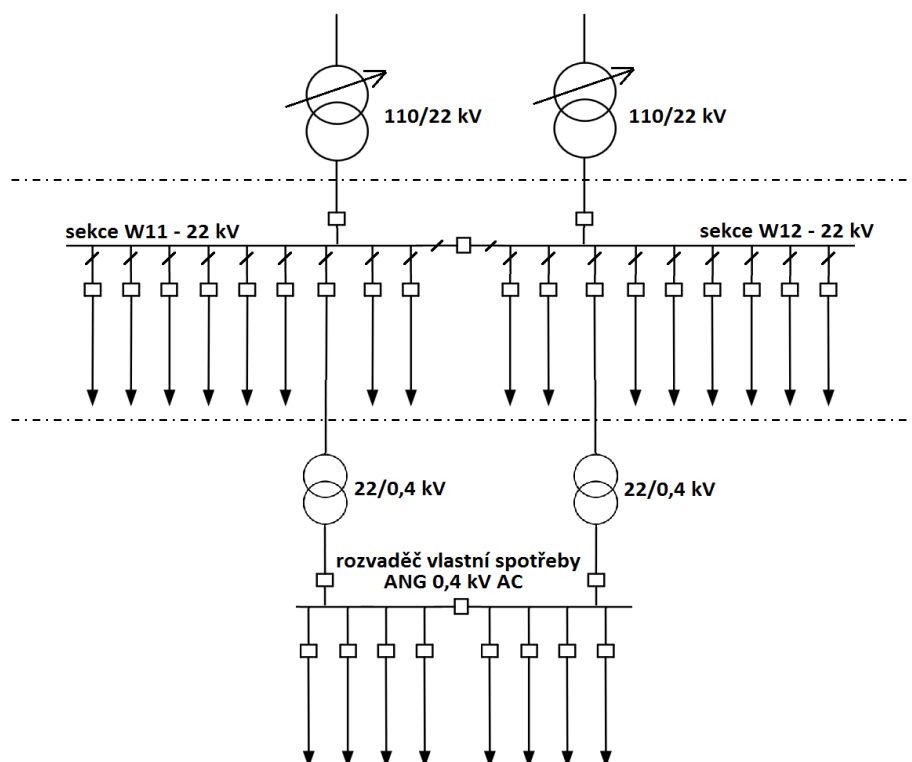 110/22 kV
110/22 kV
sekce W11 - 22 kV
sekce W12 - 22 kV
22/0,4 kV
22/0,4 kV
rozvaděč vlastní spotřeby
ANG 0,4 kV AC